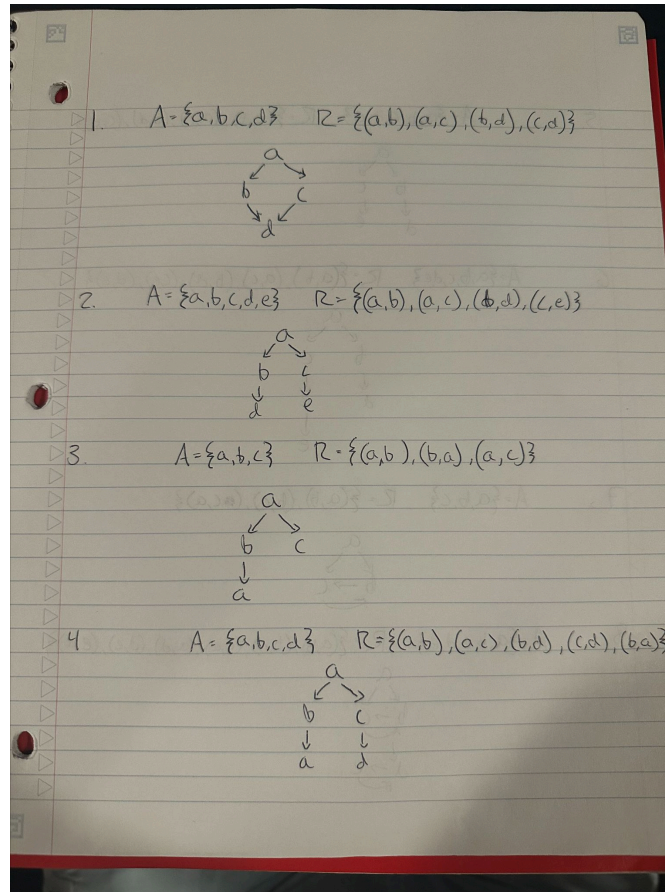 1. A={a,b,c,d} R={(a,b),(a,c),(b,d),(c,d)}
a
b c
d
2. A={a,b,c,d,e} R={(a,b),(a,c),(b,d),(c,e)}
a
b c
d e
3. A={a,b,c} R={(a,b),(b,a),(a,c)}
a
b c
a
4 A={a,b,c,d} R={(a,b),(a,c),(b,d),(c,d),(b,a)}
a
b c
a d